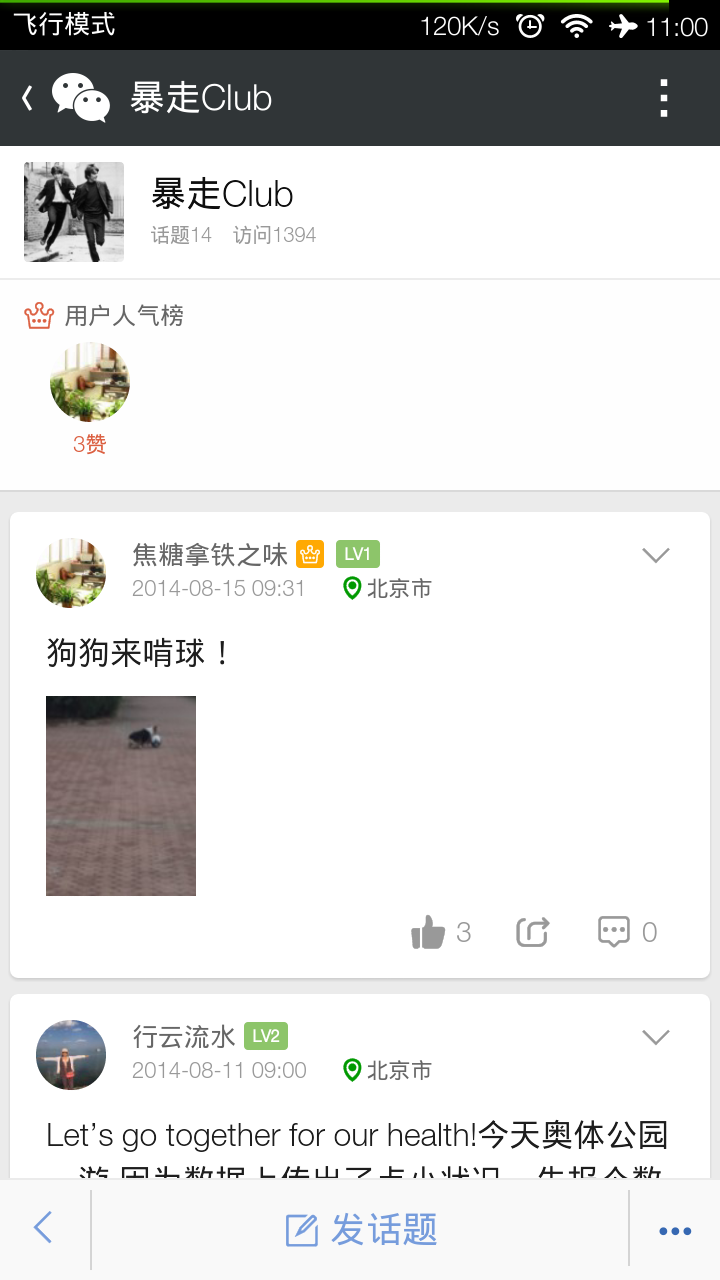 飞行模式 120K/s 11:00
暴走Club
暴走Club
话题14 访问1394
用户人气榜
3赞
焦糖拿铁之味 LV1
2014-08-15 09:31 北京市
狗狗来啃球！
3 0
行云流水 LV2
2014-08-11 09:00 北京市
Let's go together for our health!今天奥体公园
发话题